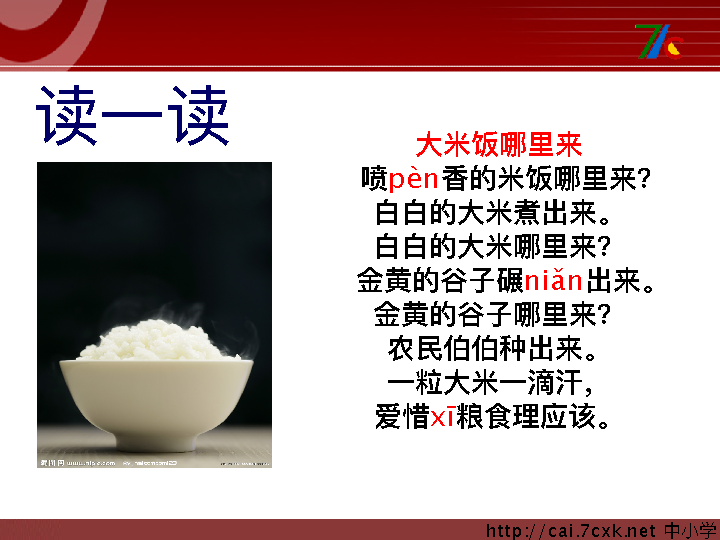 读一读
大米饭哪里来
喷pèn香的米饭哪里来？
白白的大米煮出来。
白白的大米哪里来？
金黄的谷子碾niǎn出来。
金黄的谷子哪里来？
农民伯伯种出来。
一粒大米一滴汗，
爱惜xī粮食理应该。
http://cai.7cxk.net 中小学